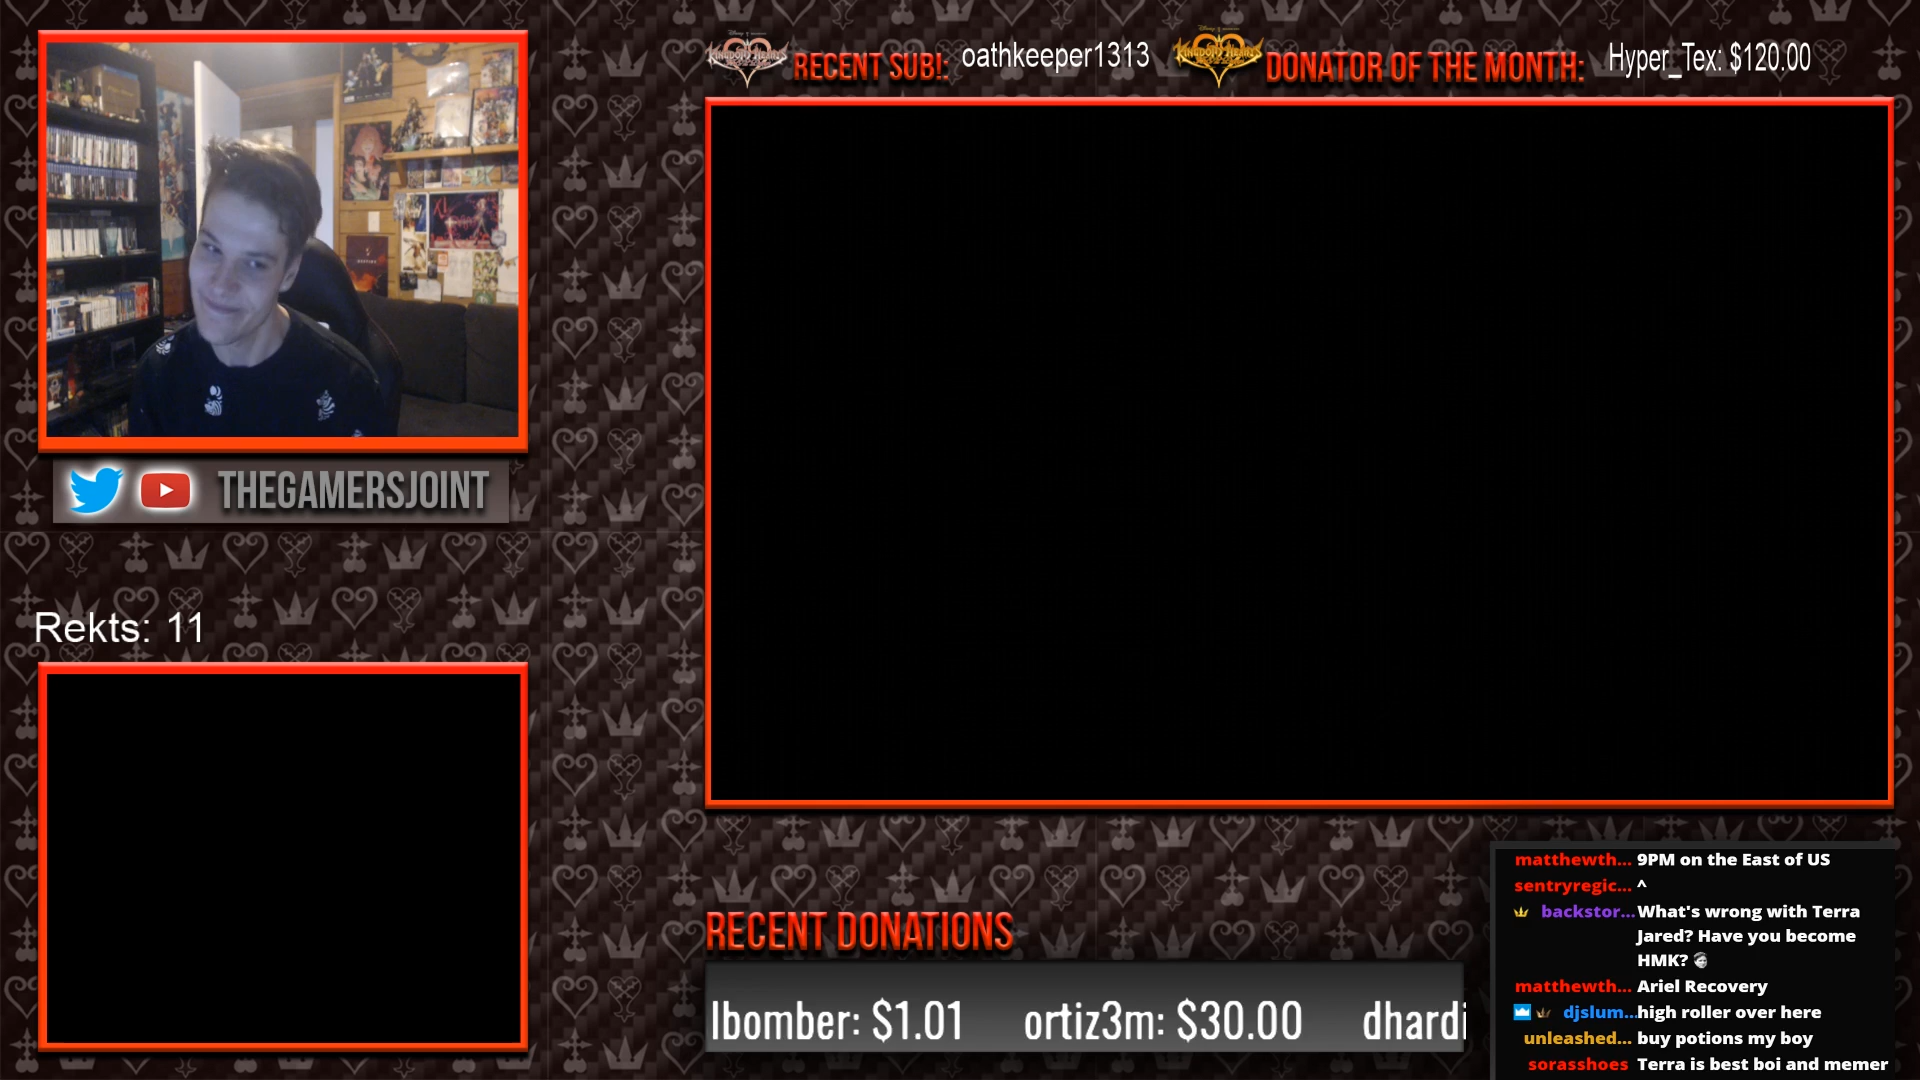 RECENT SUB!: oathkeeper1313
DONATOR OF THE MONTH: Hyper_Tex: $120.00
THEGAMERSJOINT
Rekts: 11
RECENT DONATIONS
lbomber: $1.01 ortiz3m: $30.00 dhardi
matthewth... 9PM on the East of US
sentryregic... ^
backstor... What's wrong with Terra
Jared? Have you become
HMK?
matthewth... Ariel Recovery
djslum... high roller over here
unleashed... buy potions my boy
sorasshoes Terra is best boi and memer